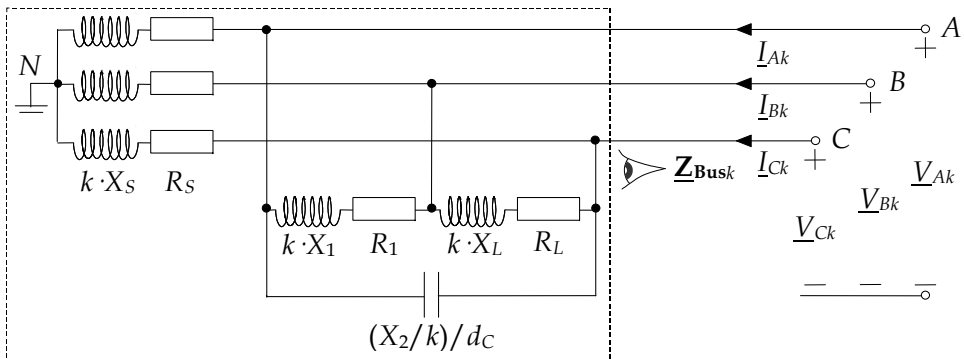 A
I_Ak
+
N
B
I_Bk
+
C
k·X_S R_S
Z_Busk
I_Ck
+
V_Ak
V_Bk
V_Ck
k·X_1 R_1 k·X_L R_L
— — —
(X_2/k)/d_C